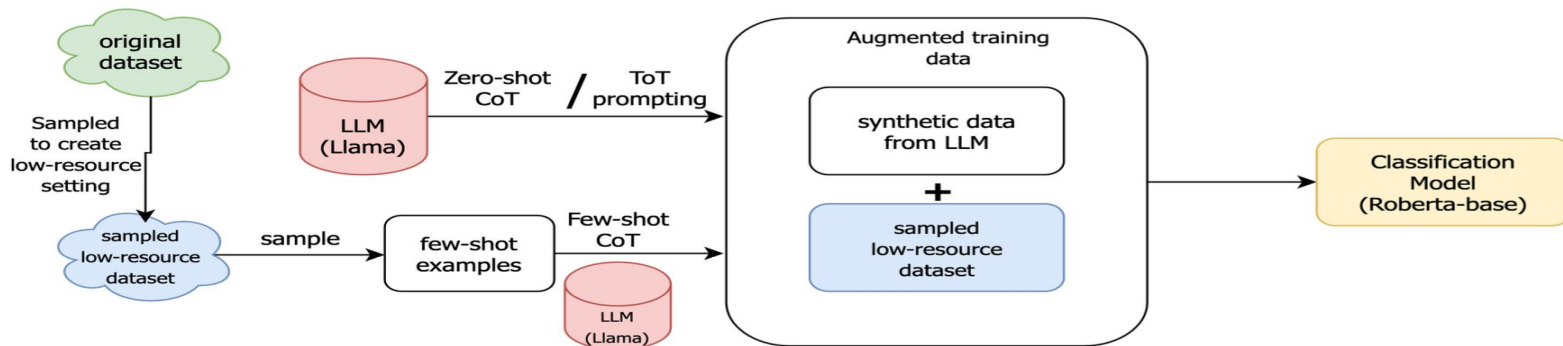 original
dataset
Sampled
to create
low-resource
setting
sampled
low-resource
dataset
sample
few-shot
examples
Few-shot
CoT
LLM
(Llama)
LLM
(Llama)
Zero-shot
CoT
/
ToT
prompting
Augmented training
data
synthetic data
from LLM
+
sampled
low-resource
dataset
Classification
Model
(Roberta-base)